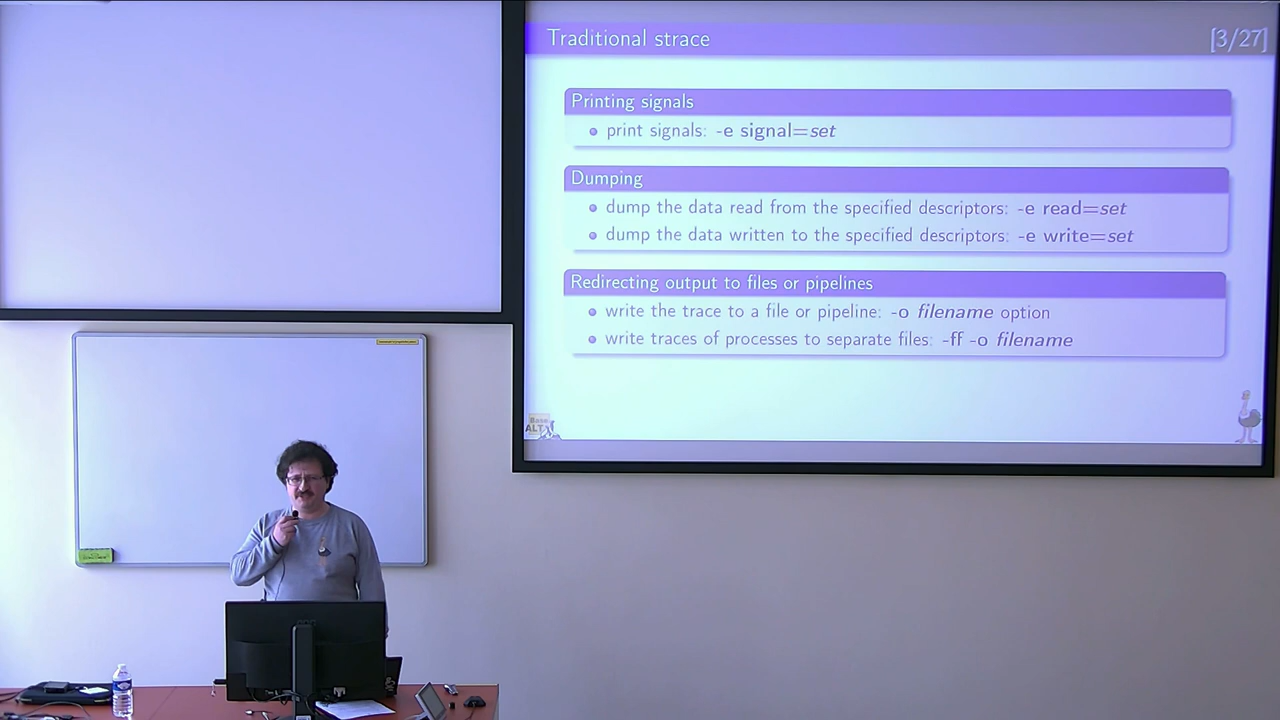 Traditional strace
[3/27]
Printing signals
print signals: -e signal=set
Dumping
dump the data read from the specified descriptors: -e read=set
dump the data written to the specified descriptors: -e write=set
Redirecting output to files or pipelines
write the trace to a file or pipeline: -o filename option
write traces of processes to separate files: -ff -o filename
ALT